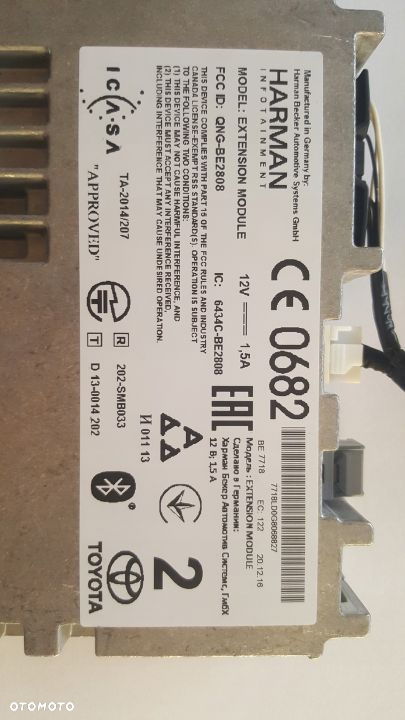 Manufactured in Germany by:
Harman Becker Automotive Systems GmbH
HARMAN
INFOTAINMENT
MODEL: EXTENSION MODULE
12V 1,5A
FCC ID: QNG-BE2808
IC: 6434C-BE2808
THIS DEVICE COMPLIES WITH PART 15 OF THE FCC RULES AND INDUSTRY
CANADA LICENSE-EXEMPT RSS STANDARD(S). OPERATION IS SUBJECT
TO THE FOLLOWING TWO CONDITIONS:
(1) THIS DEVICE MAY NOT CAUSE HARMFUL INTERFERENCE, AND
(2) THIS DEVICE MUST ACCEPT ANY INTERFERENCE RECEIVED,
INCLUDING INTERFERENCE THAT MAY CAUSE UNDESIRED OPERATION.
ICASA
TA-2014/207
"APPROVED"
R 202-SMB033
T D 13-0014 202
CE 0682
7718LD0G8068827
BE 7718 EC: 122 20.12.16
Модель: EXTENSION MODULE
Сделано в Германии:
Харман Бекер Аутомотив Системс, ГмбХ
12 В; 1,5 А
EAC
И 011 13
2
TOYOTA
OTOMOTO